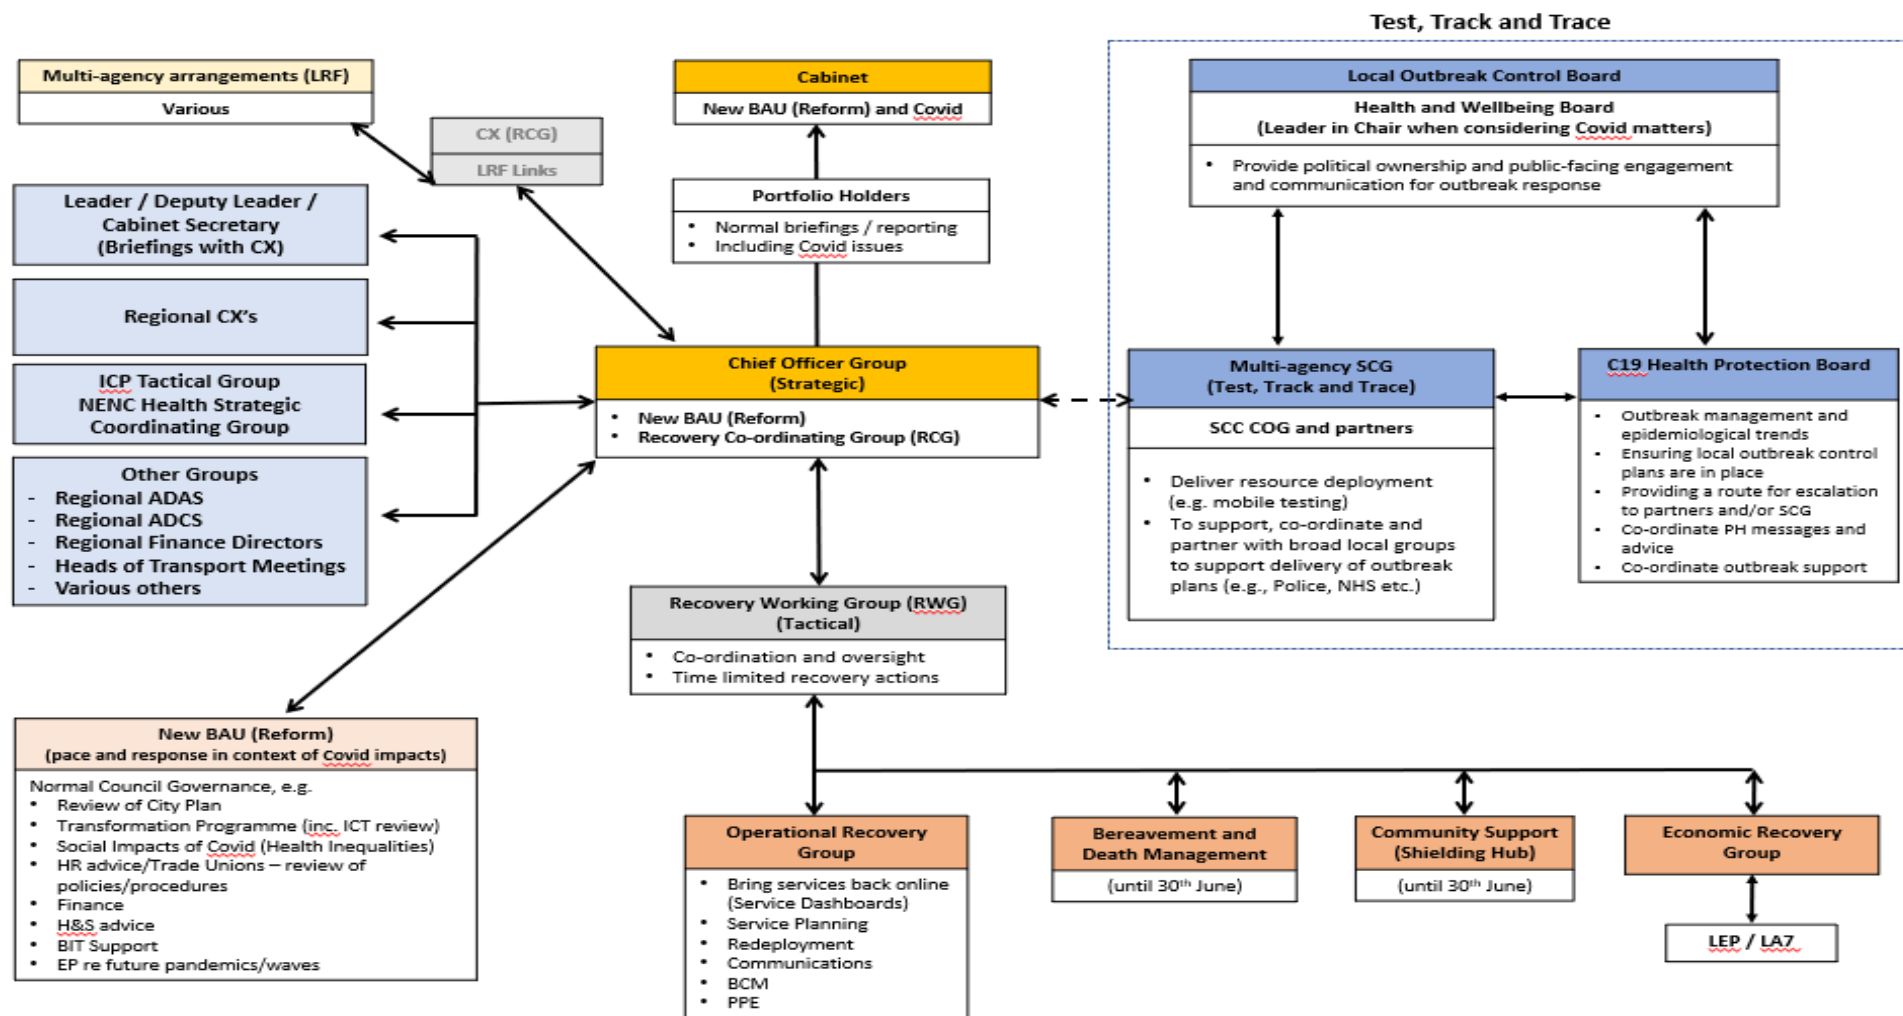 Test, Track and Trace
Multi-agency arrangements (LRF)
Various
CX (RCG)
LRF Links
Cabinet
New BAU (Reform) and Covid
Portfolio Holders
• Normal briefings / reporting
• Including Covid issues
Local Outbreak Control Board
Health and Wellbeing Board
(Leader in Chair when considering Covid matters)
• Provide political ownership and public-facing engagement
and communication for outbreak response
Leader / Deputy Leader /
Cabinet Secretary
(Briefings with CX)
Regional CX's
ICP Tactical Group
NENC Health Strategic
Coordinating Group
Other Groups
- Regional ADAS
- Regional ADCS
- Regional Finance Directors
- Heads of Transport Meetings
- Various others
Chief Officer Group
(Strategic)
• New BAU (Reform)
• Recovery Co-ordinating Group (RCG)
Multi-agency SCG
(Test, Track and Trace)
SCC COG and partners
• Deliver resource deployment
(e.g. mobile testing)
• To support, co-ordinate and
partner with broad local groups
to support delivery of outbreak
plans (e.g., Police, NHS etc.)
C19 Health Protection Board
• Outbreak management and
epidemiological trends
• Ensuring local outbreak control
plans are in place
• Providing a route for escalation
to partners and/or SCG
• Co-ordinate PH messages and
advice
• Co-ordinate outbreak support
Recovery Working Group (RWG)
(Tactical)
• Co-ordination and oversight
• Time limited recovery actions
New BAU (Reform)
(pace and response in context of Covid impacts)
Normal Council Governance, e.g.
• Review of City Plan
• Transformation Programme (inc. ICT review)
• Social Impacts of Covid (Health Inequalities)
• HR advice/Trade Unions – review of
policies/procedures
• Finance
• H&S advice
• BIT Support
• EP re future pandemics/waves
Operational Recovery
Group
• Bring services back online
(Service Dashboards)
• Service Planning
• Redeployment
• Communications
• BCM
• PPE
Bereavement and
Death Management
(until 30th June)
Community Support
(Shielding Hub)
(until 30th June)
Economic Recovery
Group
LEP / LA7